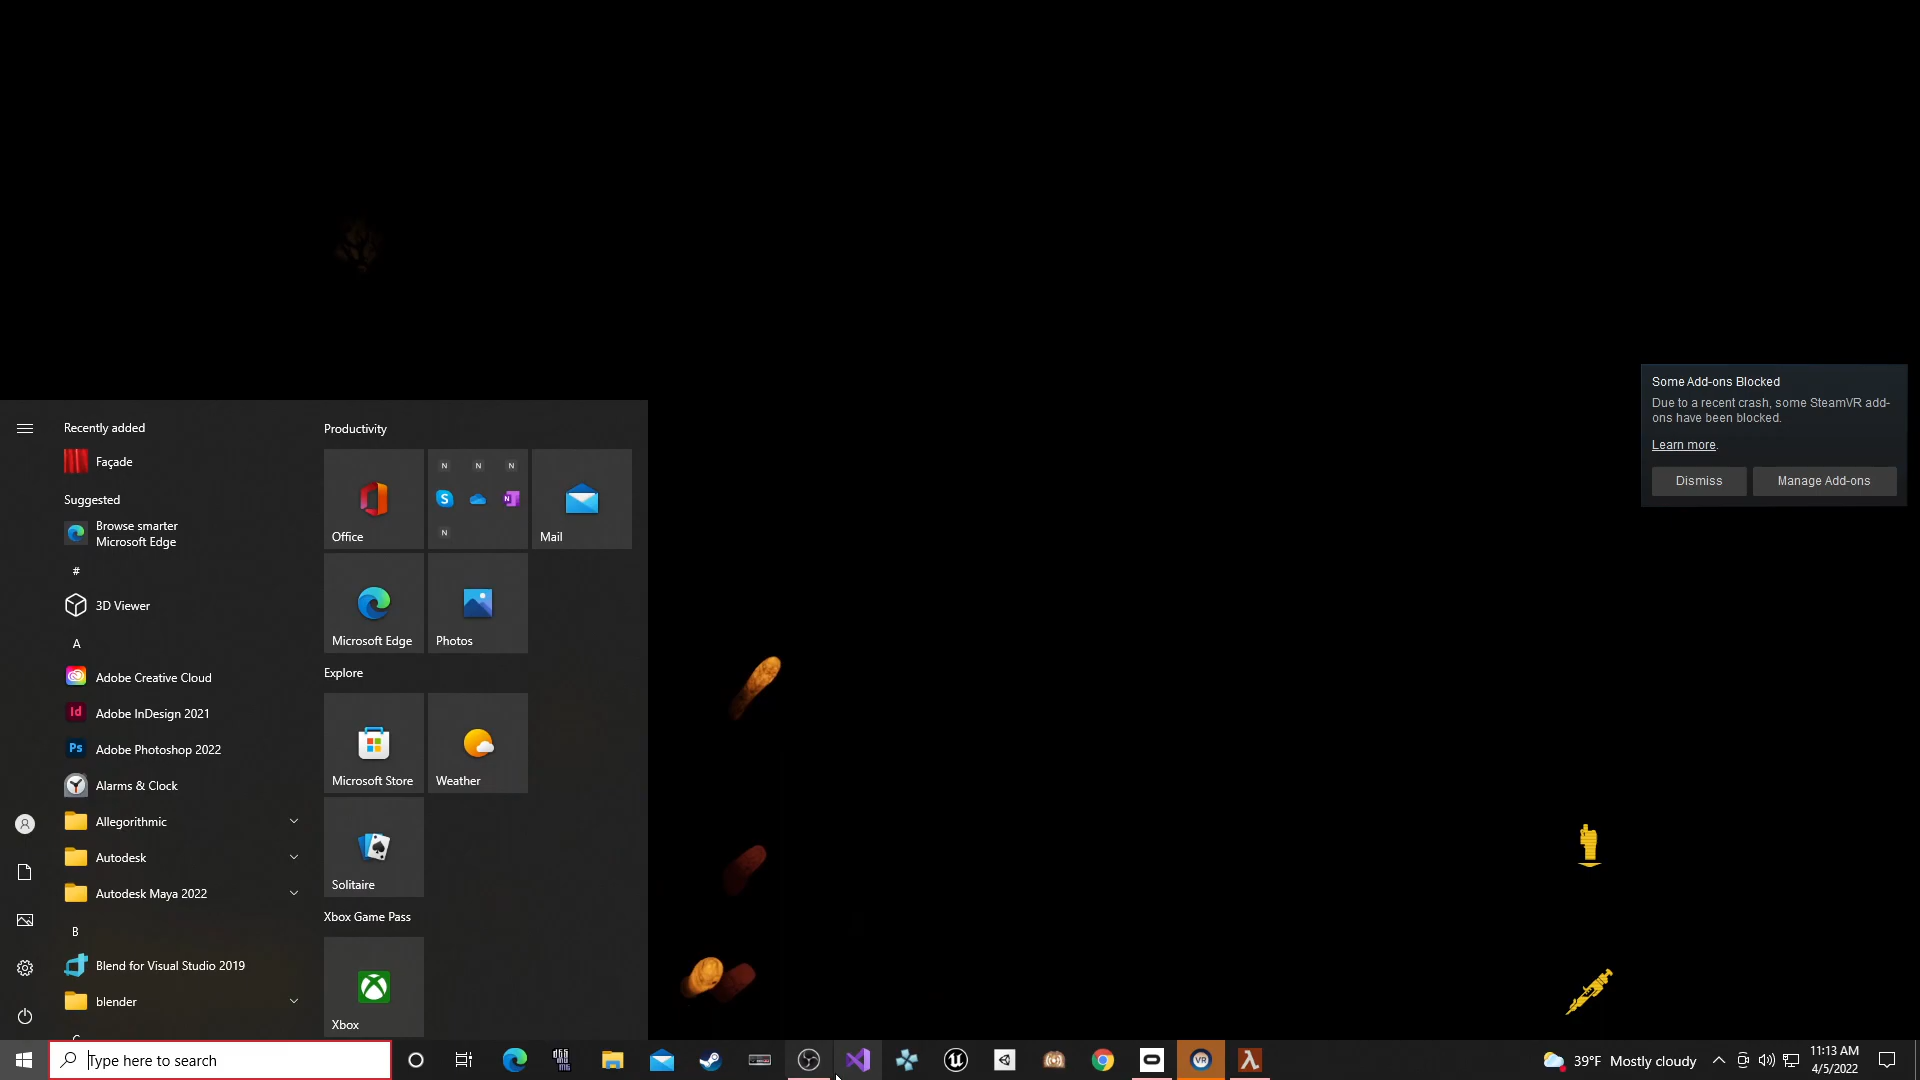 Some Add-ons Blocked
Due to a recent crash, some SteamVR add-
ons have been blocked.
Learn more.
Dismiss
Manage Add-ons
Recently added
Façade
Suggested
Browse smarter
Microsoft Edge
#
3D Viewer
A
Adobe Creative Cloud
Adobe InDesign 2021
Adobe Photoshop 2022
Alarms & Clock
Allegorithmic
Autodesk
Autodesk Maya 2022
B
Blend for Visual Studio 2019
blender
Productivity
Office
Mail
Microsoft Edge
Photos
Explore
Microsoft Store
Weather
Solitaire
Xbox Game Pass
Xbox
Type here to search
39°F Mostly cloudy
11:13 AM
4/5/2022